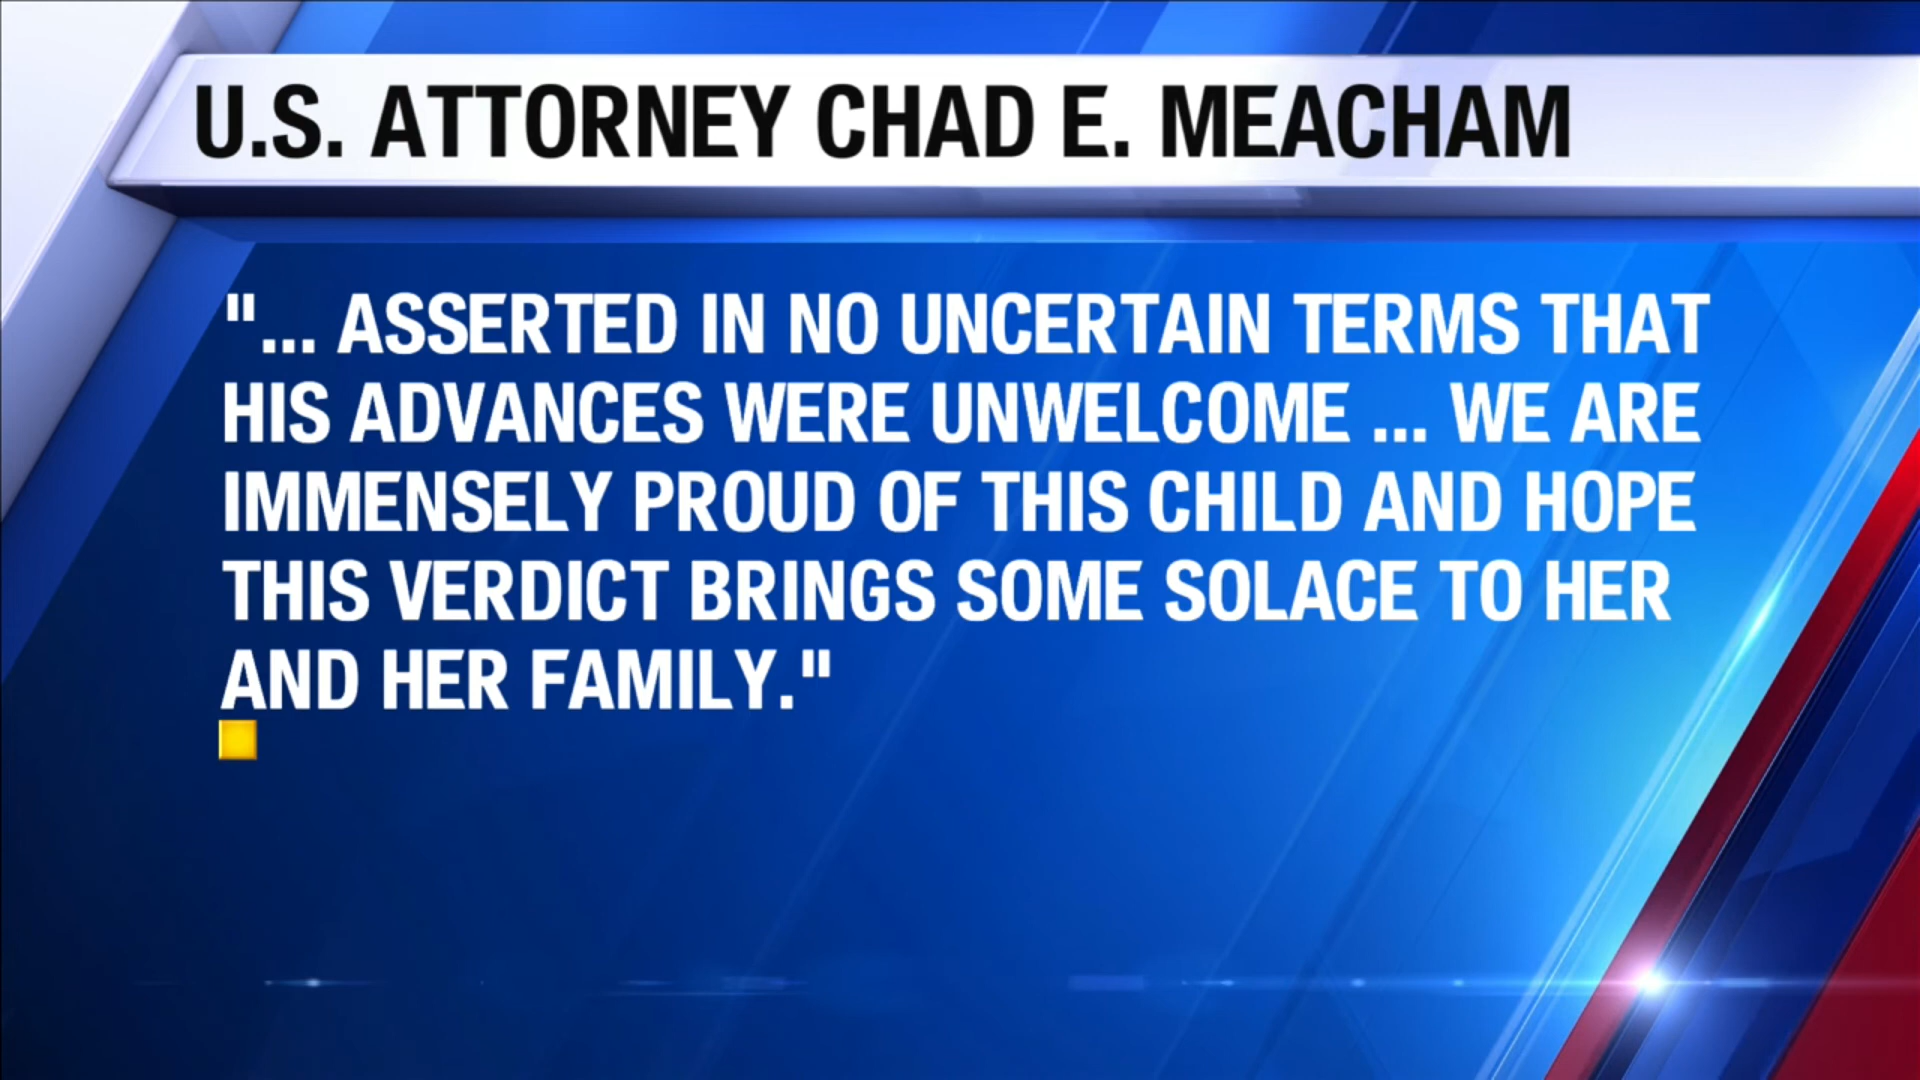 U.S. ATTORNEY CHAD E. MEACHAM
"... ASSERTED IN NO UNCERTAIN TERMS THAT
HIS ADVANCES WERE UNWELCOME ... WE ARE
IMMENSELY PROUD OF THIS CHILD AND HOPE
THIS VERDICT BRINGS SOME SOLACE TO HER
AND HER FAMILY."